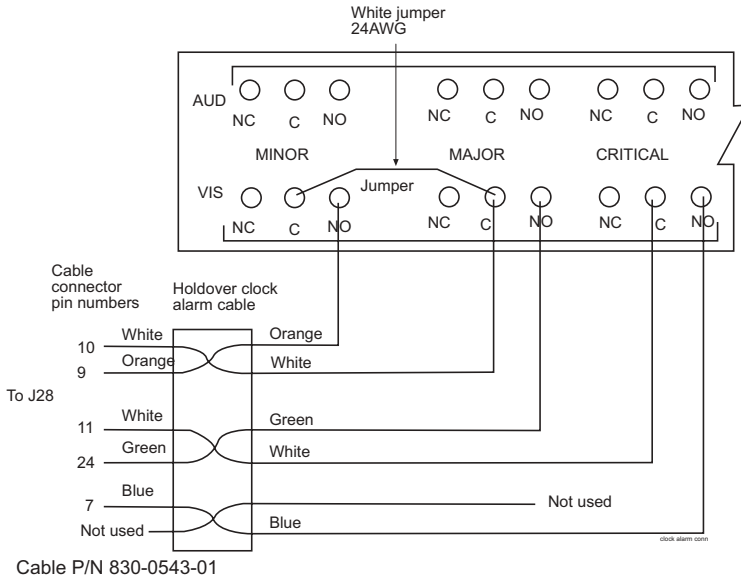 White jumper
24AWG
AUD
NC C NO NC C NO NC C NO
MINOR MAJOR CRITICAL
Jumper
VIS
NC C NO NC C NO NC C NO
Cable
connector
pin numbers
Holdover clock
alarm cable
10 White Orange
9 Orange White
To J28
11 White Green
24 Green White
7 Blue Not used
Not used Blue
clock alarm conn
Cable P/N 830-0543-01